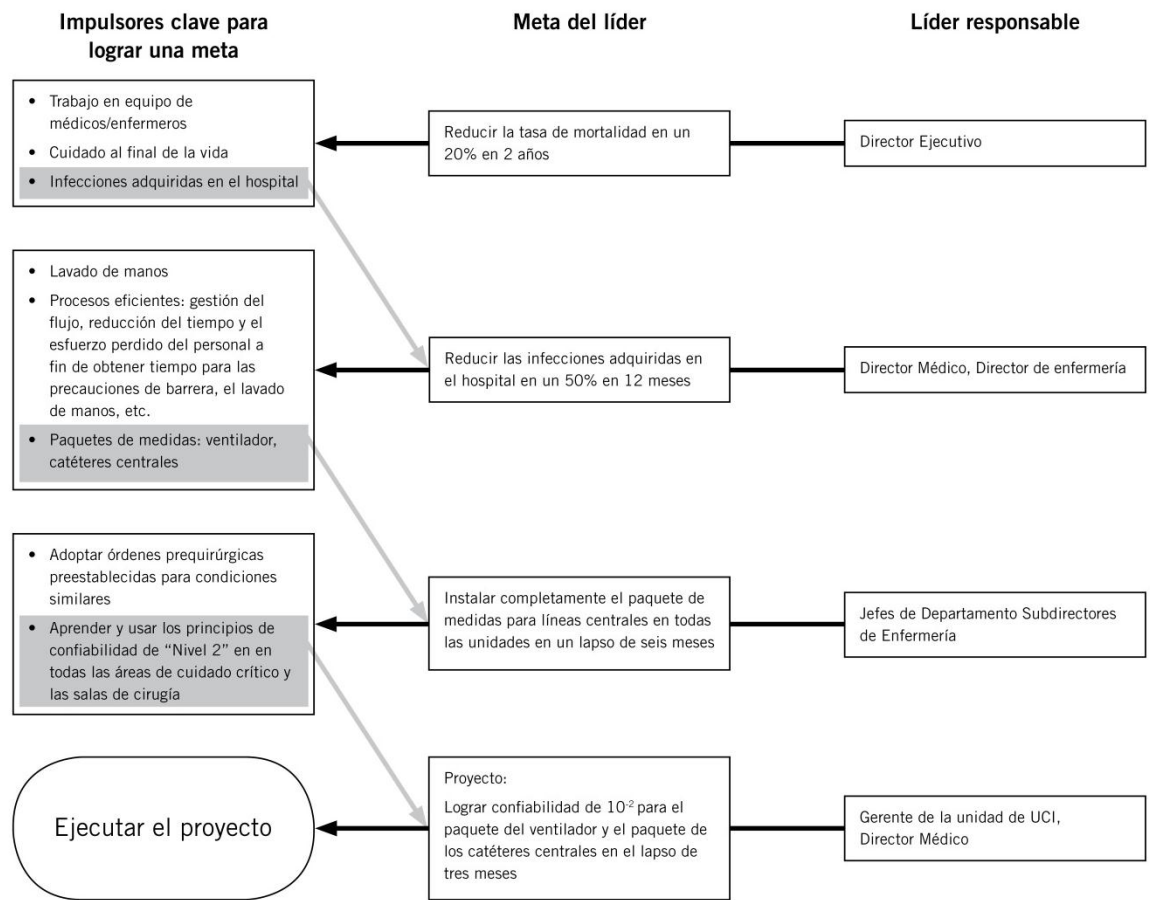 Impulsores clave para
lograr una meta
Meta del líder
Líder responsable
• Trabajo en equipo de
médicos/enfermeros
• Cuidado al final de la vida
• Infecciones adquiridas en el hospital
Reducir la tasa de mortalidad en un
20% en 2 años
Director Ejecutivo
• Lavado de manos
• Procesos eficientes: gestión del
flujo, reducción del tiempo y el
esfuerzo perdido del personal a
fin de obtener tiempo para las
precauciones de barrera, el lavado
de manos, etc.
• Paquetes de medidas: ventilador,
catéteres centrales
Reducir las infecciones adquiridas en
el hospital en un 50% en 12 meses
Director Médico, Director de enfermería
• Adoptar órdenes prequirúrgicas
preestablecidas para condiciones
similares
• Aprender y usar los principios de
confiabilidad de “Nivel 2” en en
todas las áreas de cuidado crítico y
las salas de cirugía
Instalar completamente el paquete de
medidas para líneas centrales en todas
las unidades en un lapso de seis meses
Jefes de Departamento Subdirectores
de Enfermería
Ejecutar el proyecto
Proyecto:
Lograr confiabilidad de 10⁻² para el
paquete del ventilador y el paquete de
los catéteres centrales en el lapso de
tres meses
Gerente de la unidad de UCI,
Director Médico